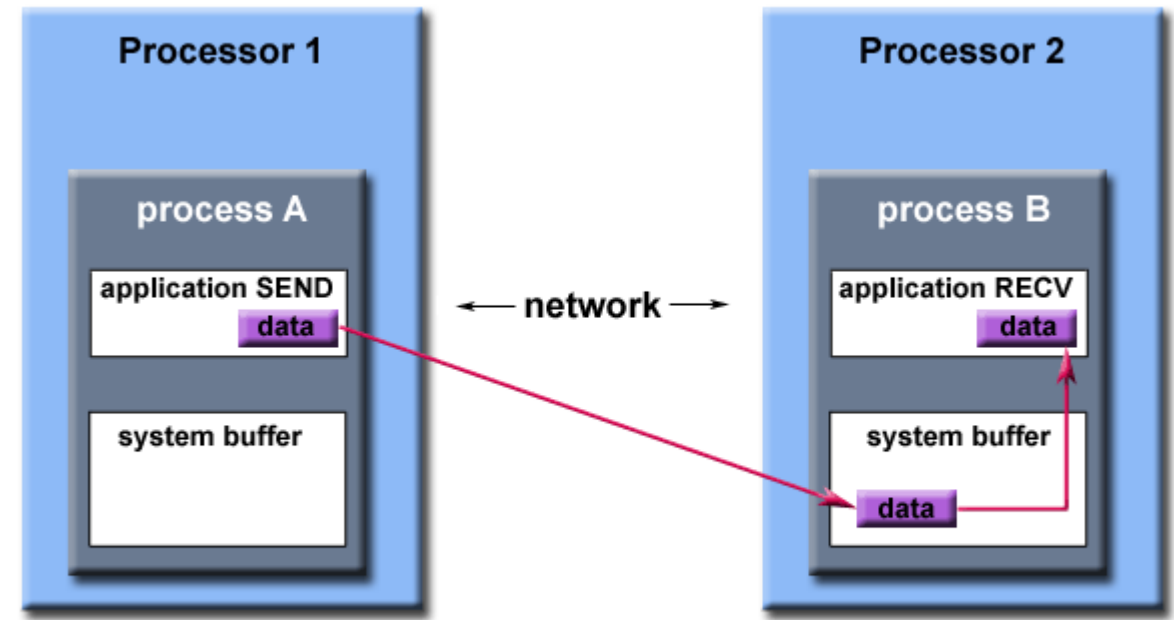 Processor 1
process A
application SEND
data
system buffer
network
Processor 2
process B
application RECV
data
system buffer
data